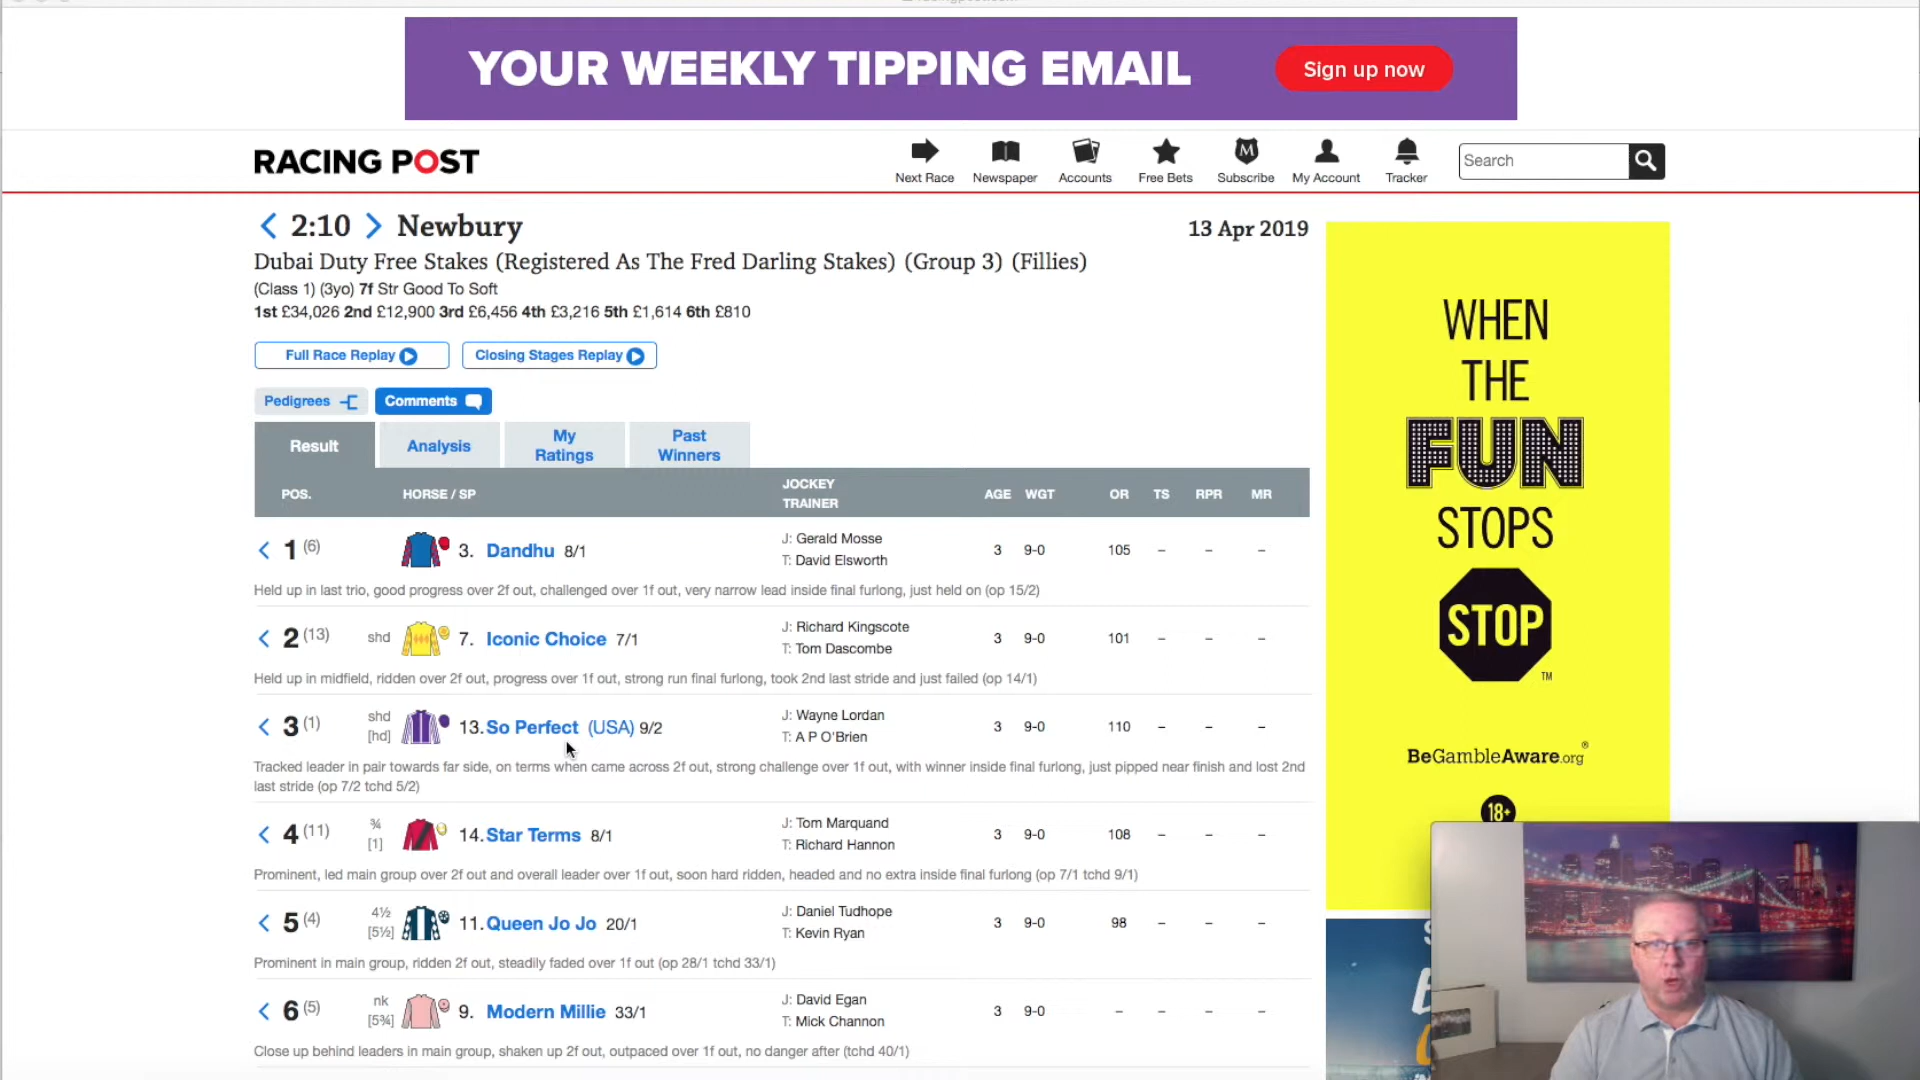 YOUR WEEKLY TIPPING EMAIL
Sign up now
RACING POST
Next Race
Newspaper
Accounts
Free Bets
M
Subscribe
My Account
Tracker
Search
2:10
Newbury
13 Apr 2019
Dubai Duty Free Stakes (Registered As The Fred Darling Stakes) (Group 3) (Fillies)
(Class 1) (3yo) 7f Str Good To Soft
1st £34,026 2nd £12,900 3rd £6,456 4th £3,216 5th £1,614 6th £810
Full Race Replay
Closing Stages Replay
Pedigrees
Comments
Result
Analysis
My Ratings
Past Winners
POS. HORSE / SP JOCKEY TRAINER AGE WGT OR TS RPR MR
1 (6) 3. Dandhu 8/1 J: Gerald Mosse 3 9-0 105 – – –
T: David Elsworth
Held up in last trio, good progress over 2f out, challenged over 1f out, very narrow lead inside final furlong, just held on (op 15/2)
2 (13) shd 7. Iconic Choice 7/1 J: Richard Kingscote 3 9-0 101 – – –
T: Tom Dascombe
Held up in midfield, ridden over 2f out, progress over 1f out, strong run final furlong, took 2nd last stride and just failed (op 14/1)
3 (1) shd [hd] 13. So Perfect (USA) 9/2 J: Wayne Lordan 3 9-0 110 – – –
T: A P O'Brien
Tracked leader in pair towards far side, on terms when came across 2f out, strong challenge over 1f out, with winner inside final furlong, just pipped near finish and lost 2nd
last stride (op 7/2 tchd 5/2)
4 (11) ¾ [1] 14. Star Terms 8/1 J: Tom Marquand 3 9-0 108 – – –
T: Richard Hannon
Prominent, led main group over 2f out and overall leader over 1f out, soon hard ridden, headed and no extra inside final furlong (op 7/1 tchd 9/1)
5 (4) 4½ [5½] 11. Queen Jo Jo 20/1 J: Daniel Tudhope 3 9-0 98 – – –
T: Kevin Ryan
Prominent in main group, ridden 2f out, steadily faded over 1f out (op 28/1 tchd 33/1)
6 (5) nk [5¾] 9. Modern Millie 33/1 J: David Egan 3 9-0 – – – –
T: Mick Channon
Close up behind leaders in main group, shaken up 2f out, outpaced over 1f out, no danger after (tchd 40/1)
WHEN
THE
FUN
STOPS
STOP
TM
BeGambleAware.org®
18+